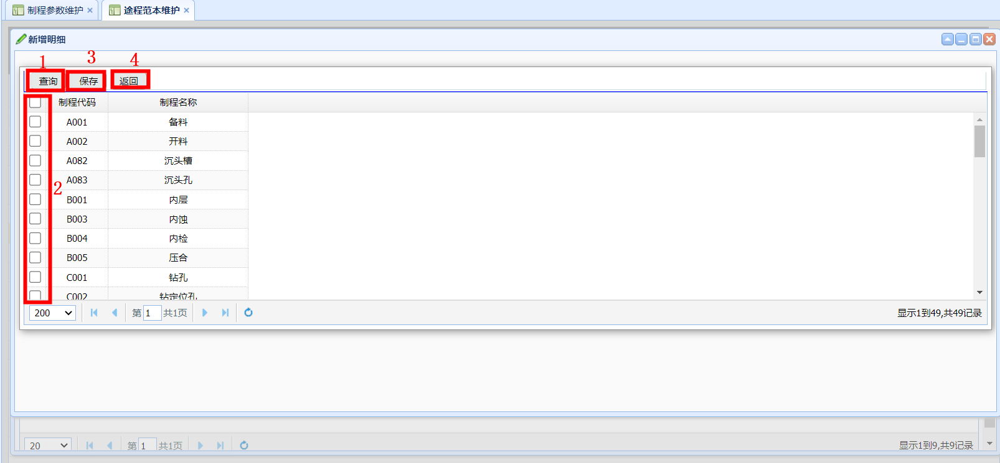 制程参数维护 途程范本维护
新增明细
1 3 4
查询 保存 返回
制程代码 制程名称
A001 备料
A002 开料
A082 沉头槽
A083 沉头孔
2
B001 内层
B003 内蚀
B004 内检
B005 压合
C001 钻孔
C002 钻定位孔
200 第 1 共1页 显示1到49,共49记录
20 第 1 共1页 显示1到9,共9记录